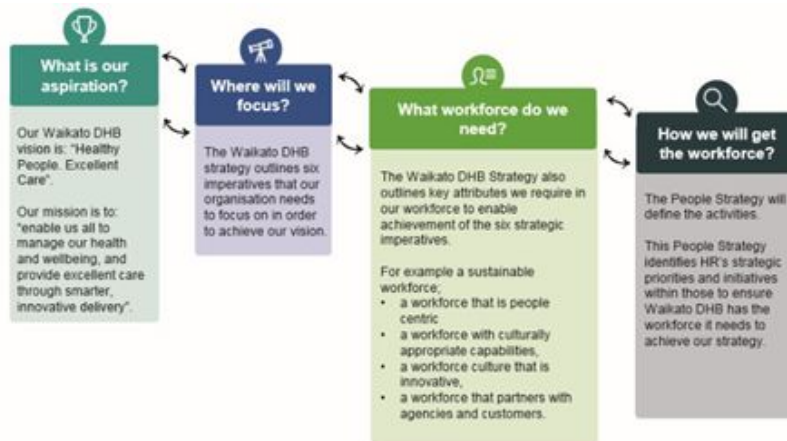 What is our
aspiration?
Our Waikato DHB
vision is: “Healthy
People. Excellent
Care”.
Our mission is to:
“enable us all to
manage our health
and wellbeing, and
provide excellent care
through smarter,
innovative delivery”.
Where will we
focus?
The Waikato DHB
strategy outlines six
imperatives that our
organisation needs
to focus on in order
to achieve our vision.
What workforce do we
need?
The Waikato DHB Strategy also
outlines key attributes we require in
our workforce to enable
achievement of the six strategic
imperatives.
For example a sustainable
workforce;
• a workforce that is people
centric
• a workforce with culturally
appropriate capabilities,
• a workforce culture that is
innovative,
• a workforce that partners with
agencies and customers.
How we will get
the workforce?
The People Strategy will
define the activities.
This People Strategy
identifies HR’s strategic
priorities and initiatives
within those to ensure
Waikato DHB has the
workforce it needs to
achieve our strategy.